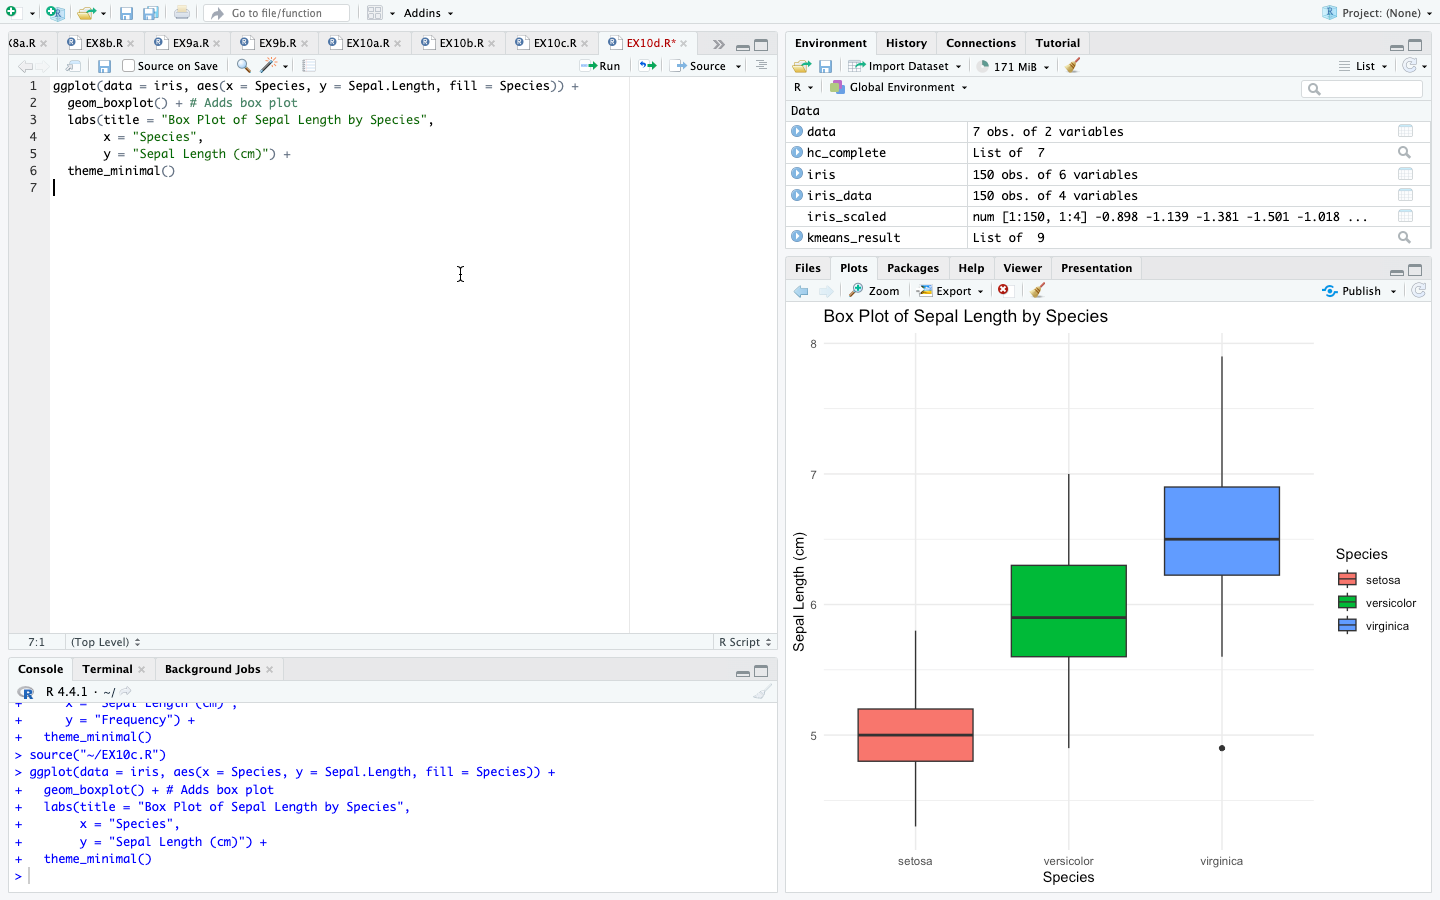 Go to file/function
Addins
Project: (None)
EX8b.R
EX9a.R
EX9b.R
EX10a.R
EX10b.R
EX10c.R
EX10d.R*
Source on Save
Run
Source
1 ggplot(data = iris, aes(x = Species, y = Sepal.Length, fill = Species)) +
2 geom_boxplot() + # Adds box plot
3 labs(title = "Box Plot of Sepal Length by Species",
4 x = "Species",
5 y = "Sepal Length (cm)") +
6 theme_minimal()
7
7:1 (Top Level) R Script
Console Terminal Background Jobs
R 4.4.1 · ~/
+ x = "Sepal Length (cm)",
+ y = "Frequency") +
+ theme_minimal()
> source("~/EX10c.R")
> ggplot(data = iris, aes(x = Species, y = Sepal.Length, fill = Species)) +
+ geom_boxplot() + # Adds box plot
+ labs(title = "Box Plot of Sepal Length by Species",
+ x = "Species",
+ y = "Sepal Length (cm)") +
+ theme_minimal()
>
Environment History Connections Tutorial
Import Dataset 171 MiB List
R Global Environment
Data
data 7 obs. of 2 variables
hc_complete List of 7
iris 150 obs. of 6 variables
iris_data 150 obs. of 4 variables
iris_scaled num [1:150, 1:4] -0.898 -1.139 -1.381 -1.501 -1.018 ...
kmeans_result List of 9
Files Plots Packages Help Viewer Presentation
Zoom Export Publish
Box Plot of Sepal Length by Species
8
7
6
5
Sepal Length (cm)
setosa versicolor virginica
Species
Species
setosa
versicolor
virginica